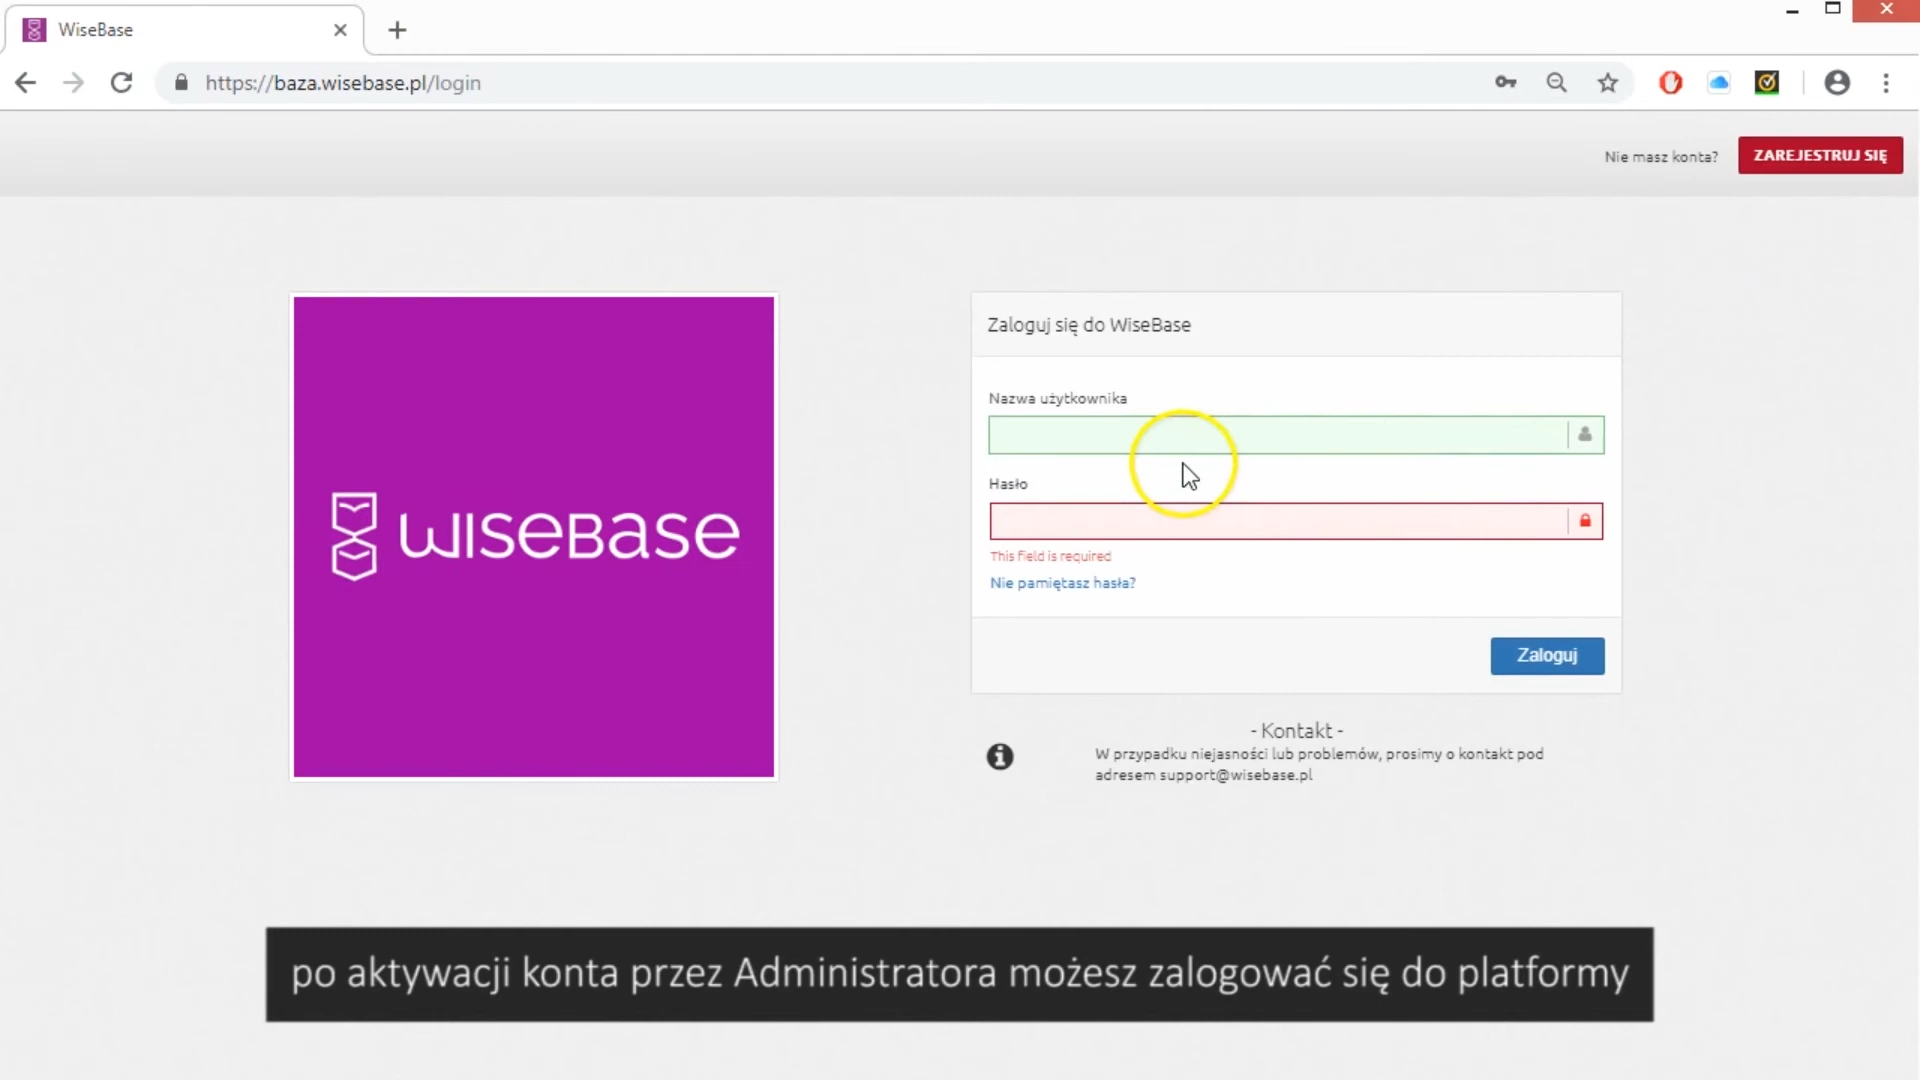 WiseBase
https://baza.wisebase.pl/login
Nie masz konta?
ZAREJESTRUJ SIĘ
WISEBASE
Zaloguj się do WiseBase
Nazwa użytkownika
Hasło
This field is required
Nie pamiętasz hasła?
Zaloguj
- Kontakt -
W przypadku niejasności lub problemów, prosimy o kontakt pod
adresem support@wisebase.pl
po aktywacji konta przez Administratora możesz zalogować się do platformy